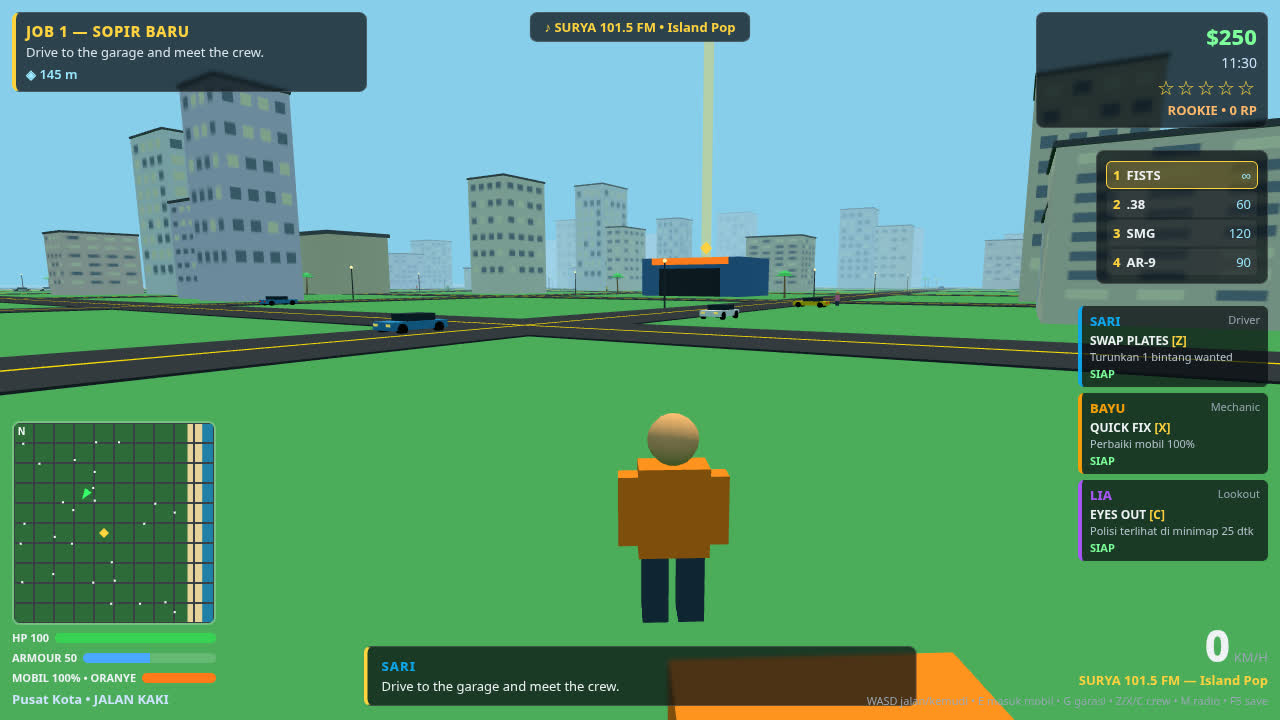 JOB 1 — SOPIR BARU
Drive to the garage and meet the crew.
◈ 145 m
♪ SURYA 101.5 FM • Island Pop
$250
11:30
☆☆☆☆☆
ROOKIE • 0 RP
1 FISTS ∞
2 .38 60
3 SMG 120
4 AR-9 90
SARI Driver
SWAP PLATES [Z]
Turunkan 1 bintang wanted
SIAP
BAYU Mechanic
QUICK FIX [X]
Perbaiki mobil 100%
SIAP
LIA Lookout
EYES OUT [C]
Polisi terlihat di minimap 25 dtk
SIAP
N
HP 100
ARMOUR 50
MOBIL 100% • ORANYE
Pusat Kota • JALAN KAKI
SARI
Drive to the garage and meet the crew.
0 KM/H
SURYA 101.5 FM — Island Pop
WASD masuk mobil • G garasi • Z/X/C crew • M radio • F5 save